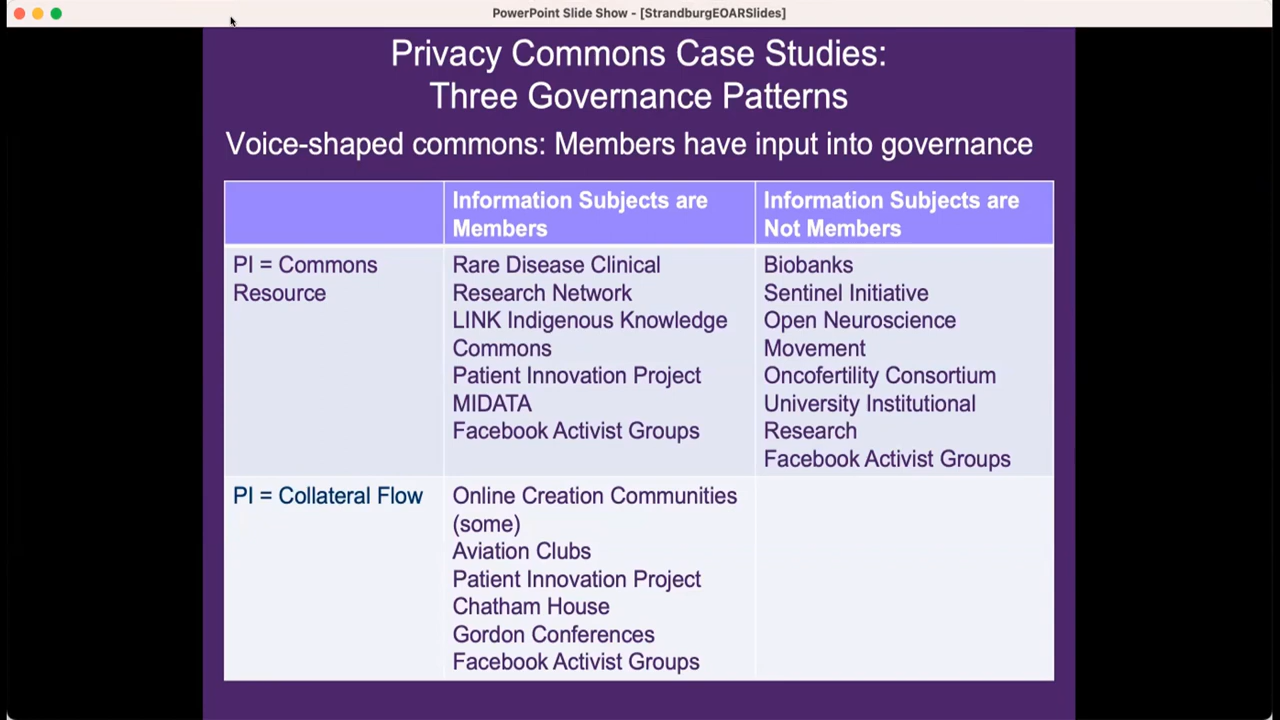 PowerPoint Slide Show - [StrandburgEOARSlides]
Privacy Commons Case Studies:
Three Governance Patterns
Voice-shaped commons: Members have input into governance
Information Subjects are
Members
Information Subjects are
Not Members
PI = Commons
Resource
Rare Disease Clinical
Research Network
LINK Indigenous Knowledge
Commons
Patient Innovation Project
MIDATA
Facebook Activist Groups
Biobanks
Sentinel Initiative
Open Neuroscience
Movement
Oncofertility Consortium
University Institutional
Research
Facebook Activist Groups
PI = Collateral Flow
Online Creation Communities
(some)
Aviation Clubs
Patient Innovation Project
Chatham House
Gordon Conferences
Facebook Activist Groups